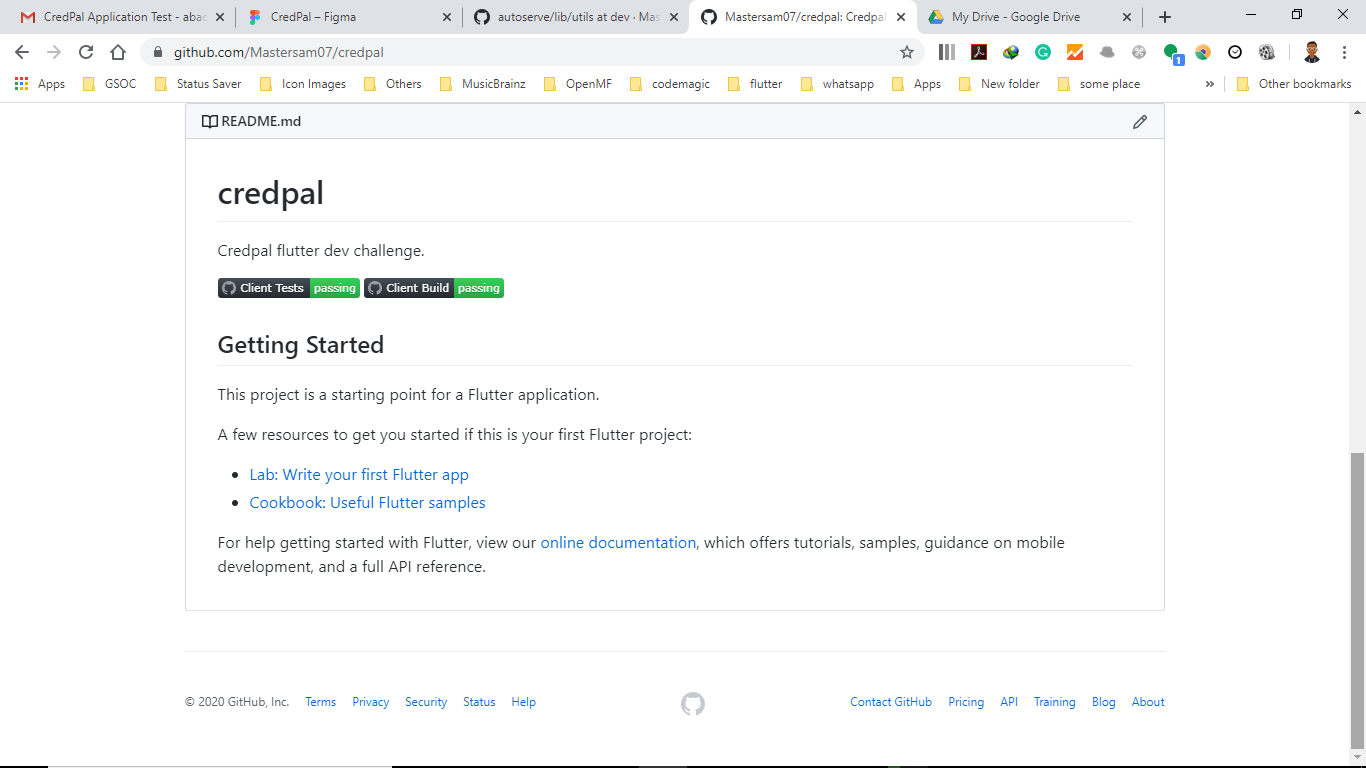 CredPal Application Test - abac
CredPal – Figma
autoserve/lib/utils at dev · Mas
Mastersam07/credpal: Credpal
My Drive - Google Drive
github.com/Mastersam07/credpal
1
Apps GSOC Status Saver Icon Images Others MusicBrainz OpenMF codemagic flutter whatsapp Apps New folder some place » Other bookmarks
README.md
credpal
Credpal flutter dev challenge.
Client Tests passing Client Build passing
Getting Started
This project is a starting point for a Flutter application.
A few resources to get you started if this is your first Flutter project:
• Lab: Write your first Flutter app
• Cookbook: Useful Flutter samples
For help getting started with Flutter, view our online documentation, which offers tutorials, samples, guidance on mobile
development, and a full API reference.
© 2020 GitHub, Inc. Terms Privacy Security Status Help Contact GitHub Pricing API Training Blog About